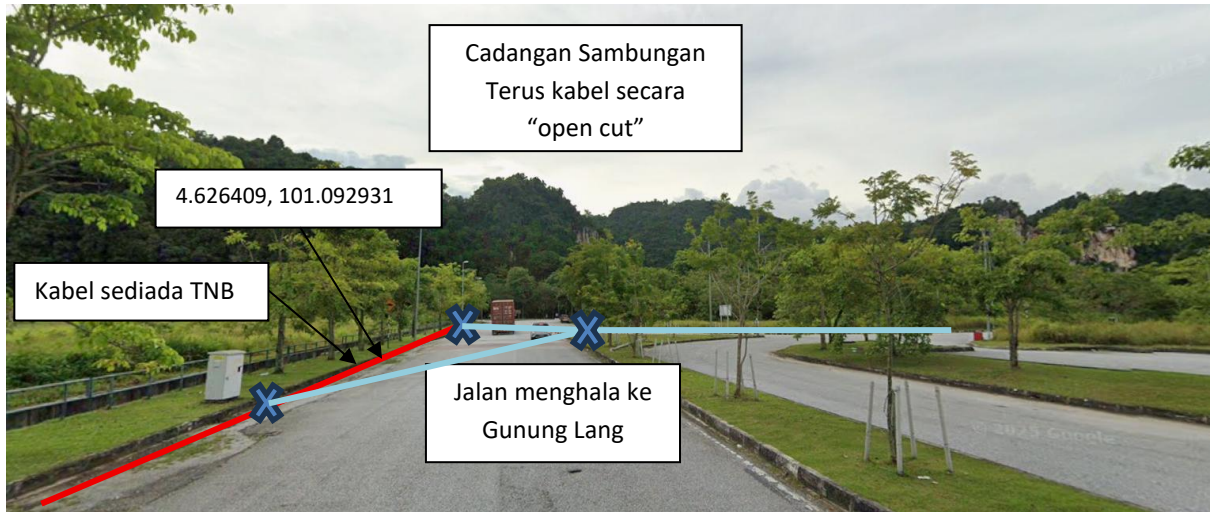 Cadangan Sambungan
Terus kabel secara
“open cut”
4.626409, 101.092931
Kabel sediada TNB
Jalan menghala ke
Gunung Lang
© 2025 Google